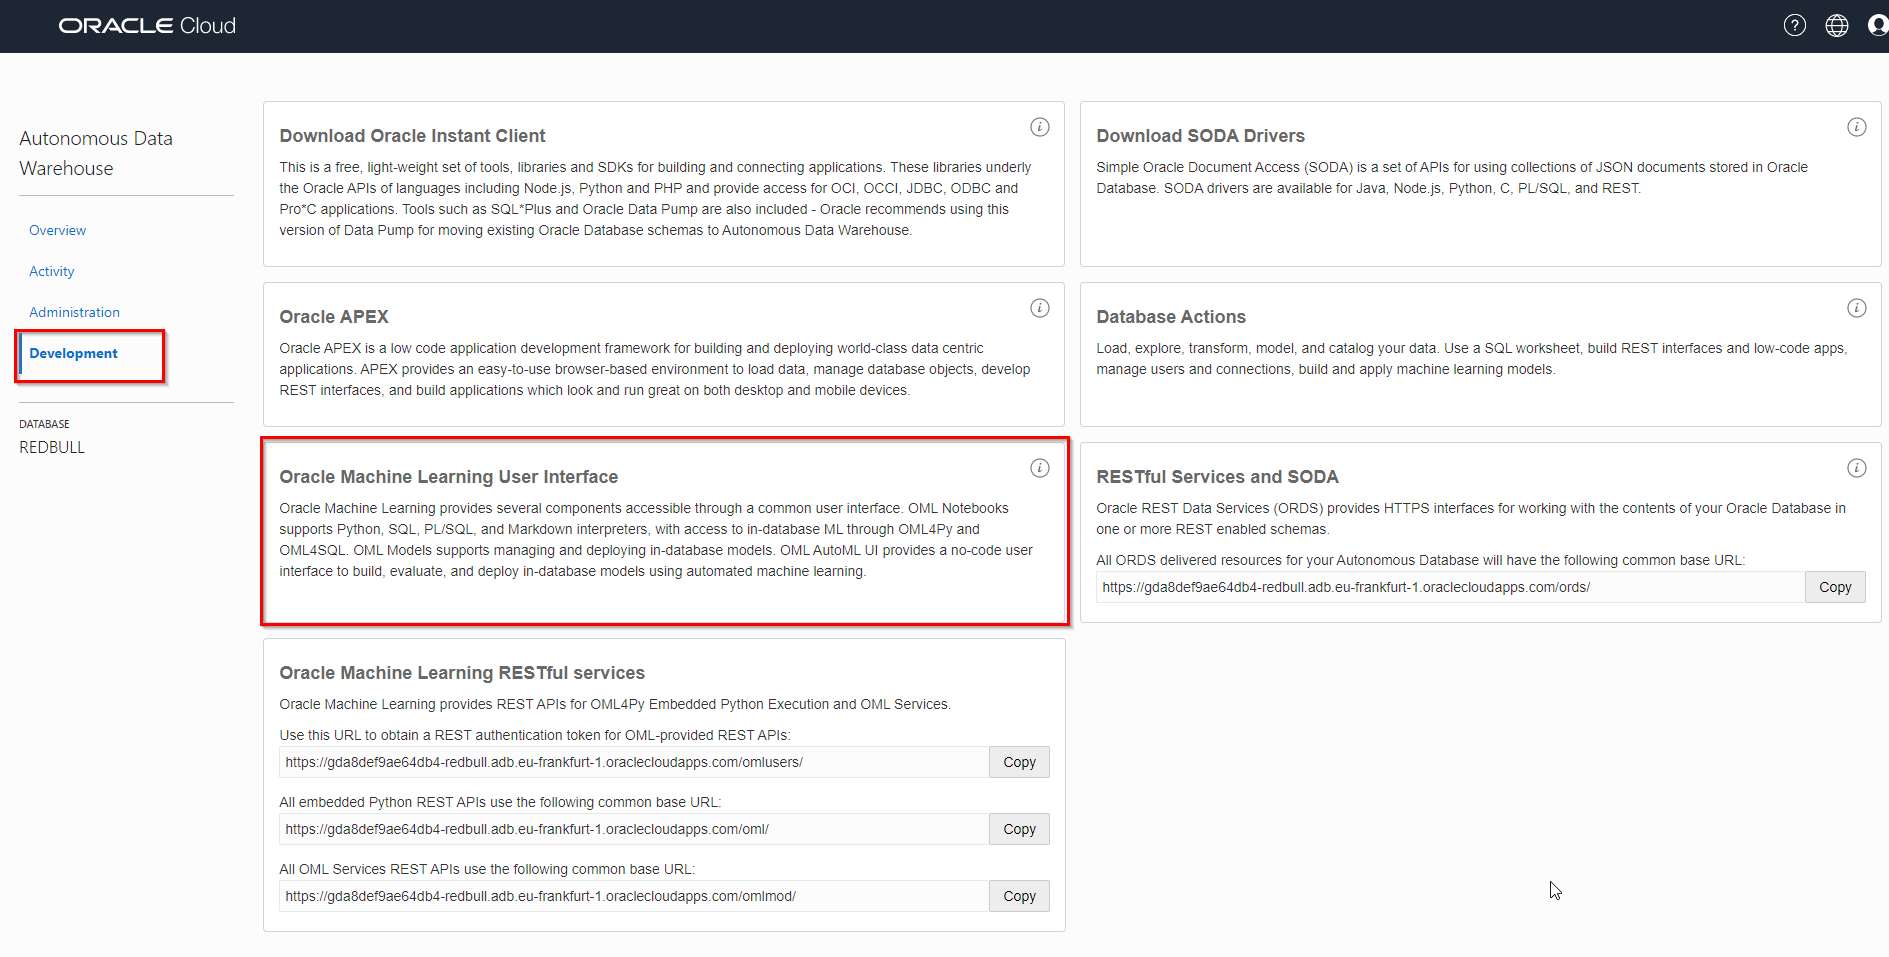 ORACLE Cloud
Autonomous Data
Warehouse
Overview
Activity
Administration
Development
DATABASE
REDBULL
Download Oracle Instant Client
This is a free, light-weight set of tools, libraries and SDKs for building and connecting applications. These libraries underly
the Oracle APIs of languages including Node.js, Python and PHP and provide access for OCI, OCCI, JDBC, ODBC and
Pro*C applications. Tools such as SQL*Plus and Oracle Data Pump are also included - Oracle recommends using this
version of Data Pump for moving existing Oracle Database schemas to Autonomous Data Warehouse.
Download SODA Drivers
Simple Oracle Document Access (SODA) is a set of APIs for using collections of JSON documents stored in Oracle
Database. SODA drivers are available for Java, Node.js, Python, C, PL/SQL, and REST.
Oracle APEX
Oracle APEX is a low code application development framework for building and deploying world-class data centric
applications. APEX provides an easy-to-use browser-based environment to load data, manage database objects, develop
REST interfaces, and build applications which look and run great on both desktop and mobile devices.
Database Actions
Load, explore, transform, model, and catalog your data. Use a SQL worksheet, build REST interfaces and low-code apps,
manage users and connections, build and apply machine learning models.
Oracle Machine Learning User Interface
Oracle Machine Learning provides several components accessible through a common user interface. OML Notebooks
supports Python, SQL, PL/SQL, and Markdown interpreters, with access to in-database ML through OML4Py and
OML4SQL. OML Models supports managing and deploying in-database models. OML AutoML UI provides a no-code user
interface to build, evaluate, and deploy in-database models using automated machine learning.
RESTful Services and SODA
Oracle REST Data Services (ORDS) provides HTTPS interfaces for working with the contents of your Oracle Database in
one or more REST enabled schemas.
All ORDS delivered resources for your Autonomous Database will have the following common base URL:
https://gda8def9ae64db4-redbull.adb.eu-frankfurt-1.oraclecloudapps.com/ords/
Copy
Oracle Machine Learning RESTful services
Oracle Machine Learning provides REST APIs for OML4Py Embedded Python Execution and OML Services.
Use this URL to obtain a REST authentication token for OML-provided REST APIs:
https://gda8def9ae64db4-redbull.adb.eu-frankfurt-1.oraclecloudapps.com/omlusers/
Copy
All embedded Python REST APIs use the following common base URL:
https://gda8def9ae64db4-redbull.adb.eu-frankfurt-1.oraclecloudapps.com/oml/
Copy
All OML Services REST APIs use the following common base URL:
https://gda8def9ae64db4-redbull.adb.eu-frankfurt-1.oraclecloudapps.com/omlmod/
Copy